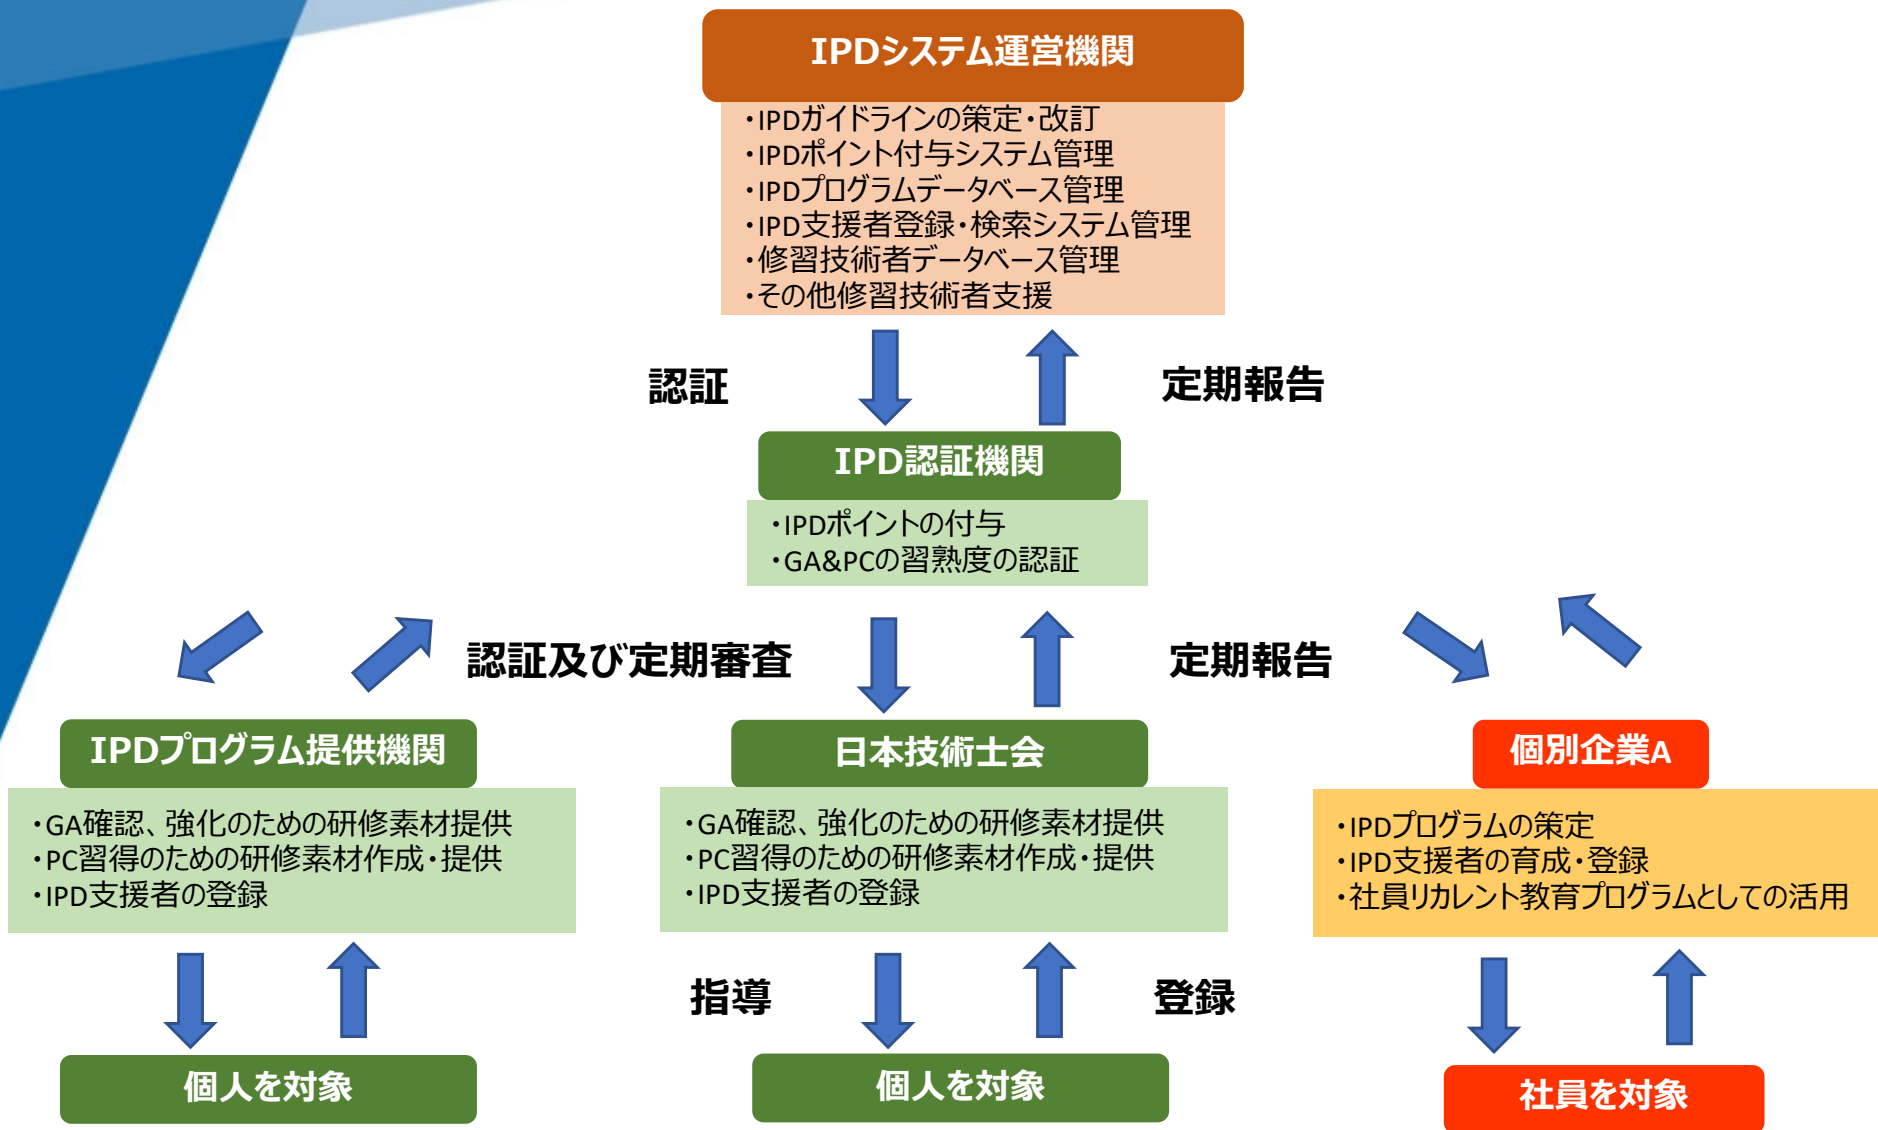 IPDシステム運営機関
・IPDガイドラインの策定・改訂
・IPDポイント付与システム管理
・IPDプログラムデータベース管理
・IPD支援者登録・検索システム管理
・修習技術者データベース管理
・その他修習技術者支援
認証
定期報告
IPD認証機関
・IPDポイントの付与
・GA&PCの習熟度の認証
認証及び定期審査
定期報告
IPDプログラム提供機関
・GA確認、強化のための研修素材提供
・PC習得のための研修素材作成・提供
・IPD支援者の登録
日本技術士会
・GA確認、強化のための研修素材提供
・PC習得のための研修素材作成・提供
・IPD支援者の登録
個別企業A
・IPDプログラムの策定
・IPD支援者の育成・登録
・社員リカレント教育プログラムとしての活用
指導
登録
個人を対象
個人を対象
社員を対象